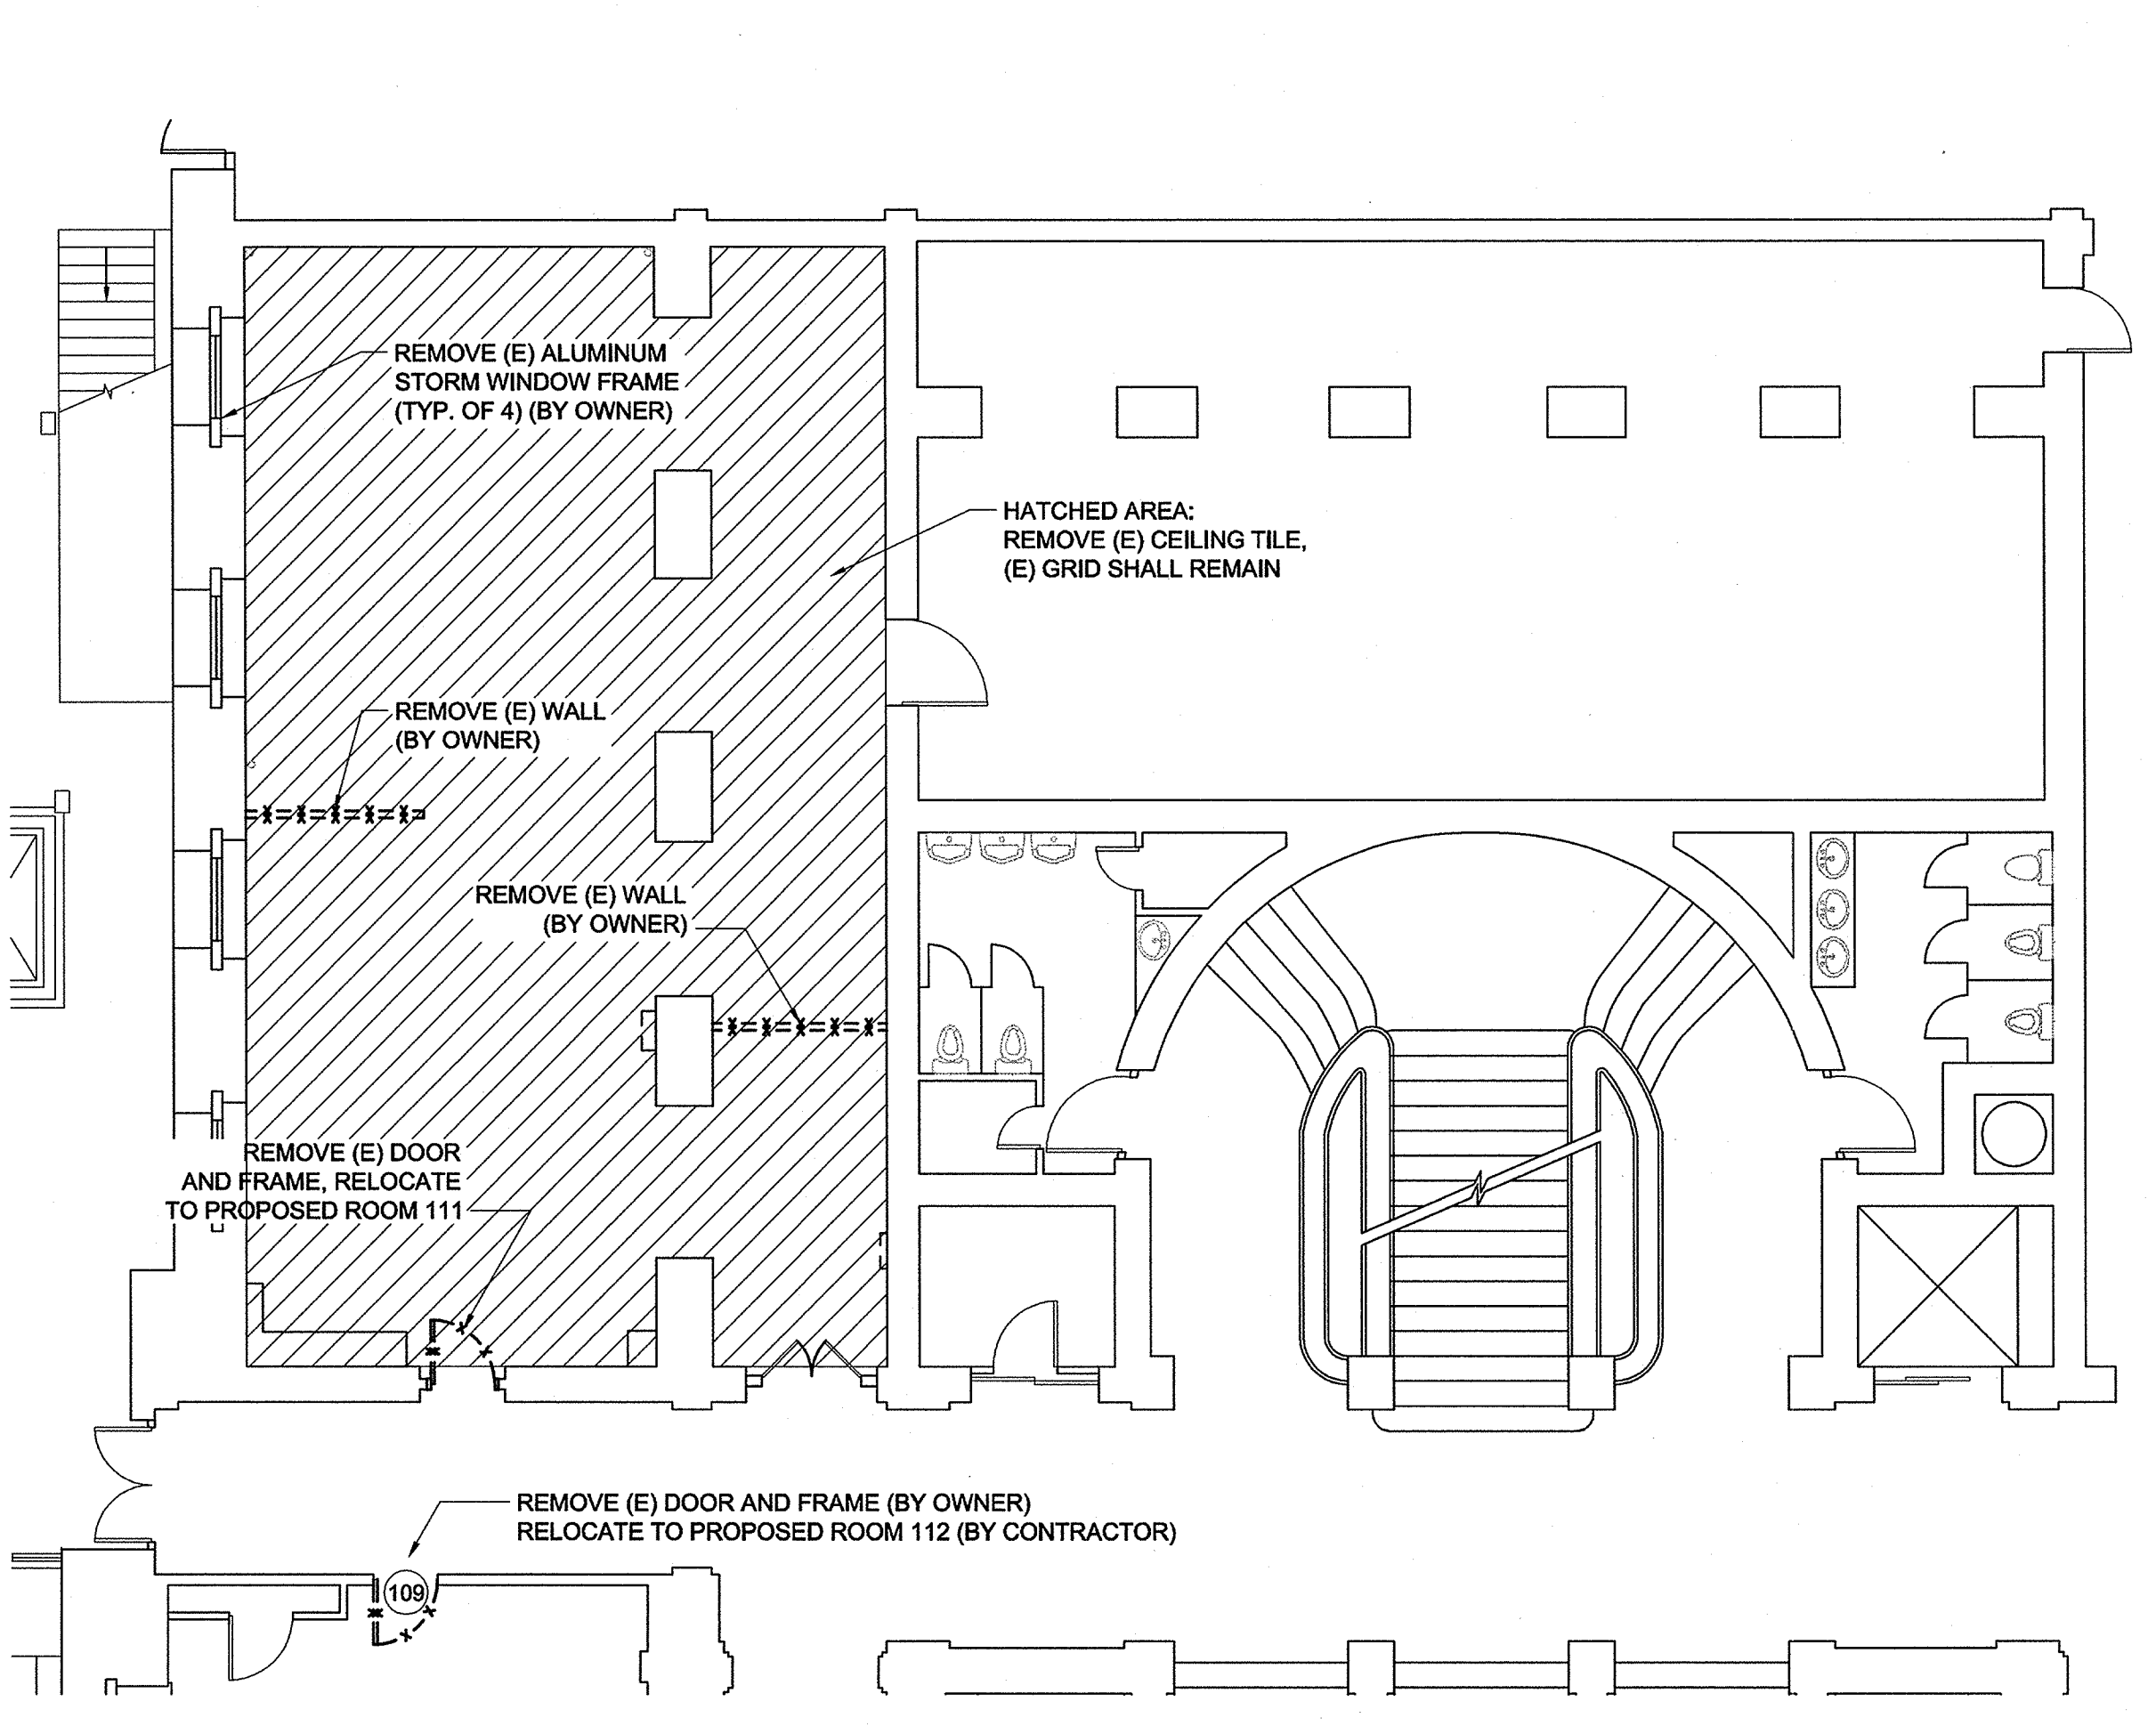 REMOVE (E) ALUMINUM
STORM WINDOW FRAME
(TYP. OF 4) (BY OWNER)
HATCHED AREA:
REMOVE (E) CEILING TILE,
(E) GRID SHALL REMAIN
REMOVE (E) WALL
(BY OWNER)
REMOVE (E) WALL
(BY OWNER)
REMOVE (E) DOOR
AND FRAME, RELOCATE
TO PROPOSED ROOM 111
REMOVE (E) DOOR AND FRAME (BY OWNER)
RELOCATE TO PROPOSED ROOM 112 (BY CONTRACTOR)
109